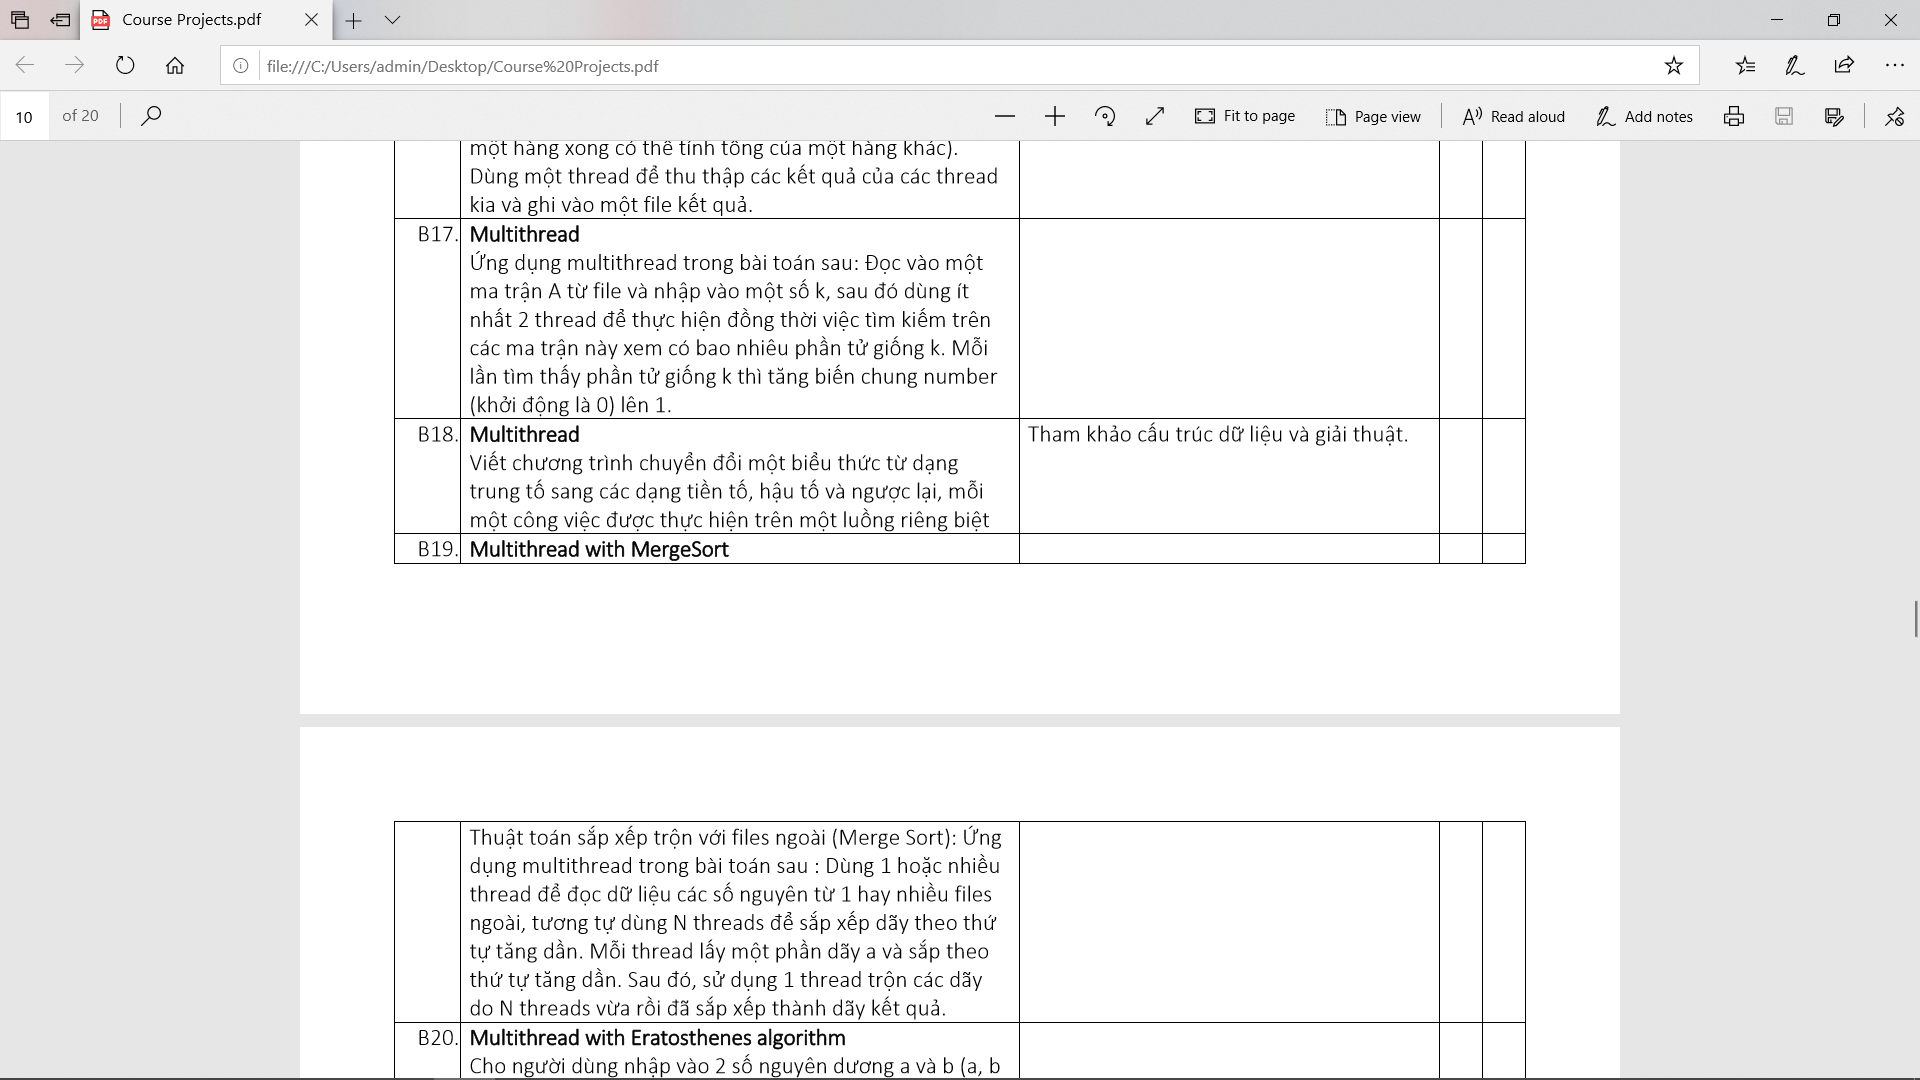 Course Projects.pdf
file:///C:/Users/admin/Desktop/Course%20Projects.pdf
10 of 20
Fit to page
Page view
Read aloud
Add notes
một hàng xong có thể tính tổng của một hàng khác).
Dùng một thread để thu thập các kết quả của các thread
kia và ghi vào một file kết quả.
B17. Multithread
Ứng dụng multithread trong bài toán sau: Đọc vào một
ma trận A từ file và nhập vào một số k, sau đó dùng ít
nhất 2 thread để thực hiện đồng thời việc tìm kiếm trên
các ma trận này xem có bao nhiêu phần tử giống k. Mỗi
lần tìm thấy phần tử giống k thì tăng biến chung number
(khởi động là 0) lên 1.
B18. Multithread
Tham khảo cấu trúc dữ liệu và giải thuật.
Viết chương trình chuyển đổi một biểu thức từ dạng
trung tố sang các dạng tiền tố, hậu tố và ngược lại, mỗi
một công việc được thực hiện trên một luồng riêng biệt
B19. Multithread with MergeSort
Thuật toán sắp xếp trộn với files ngoài (Merge Sort): Ứng
dụng multithread trong bài toán sau : Dùng 1 hoặc nhiều
thread để đọc dữ liệu các số nguyên từ 1 hay nhiều files
ngoài, tương tự dùng N threads để sắp xếp dãy theo thứ
tự tăng dần. Mỗi thread lấy một phần dãy a và sắp theo
thứ tự tăng dần. Sau đó, sử dụng 1 thread trộn các dãy
do N threads vừa rồi đã sắp xếp thành dãy kết quả.
B20. Multithread with Eratosthenes algorithm
Cho người dùng nhập vào 2 số nguyên dương a và b (a, b